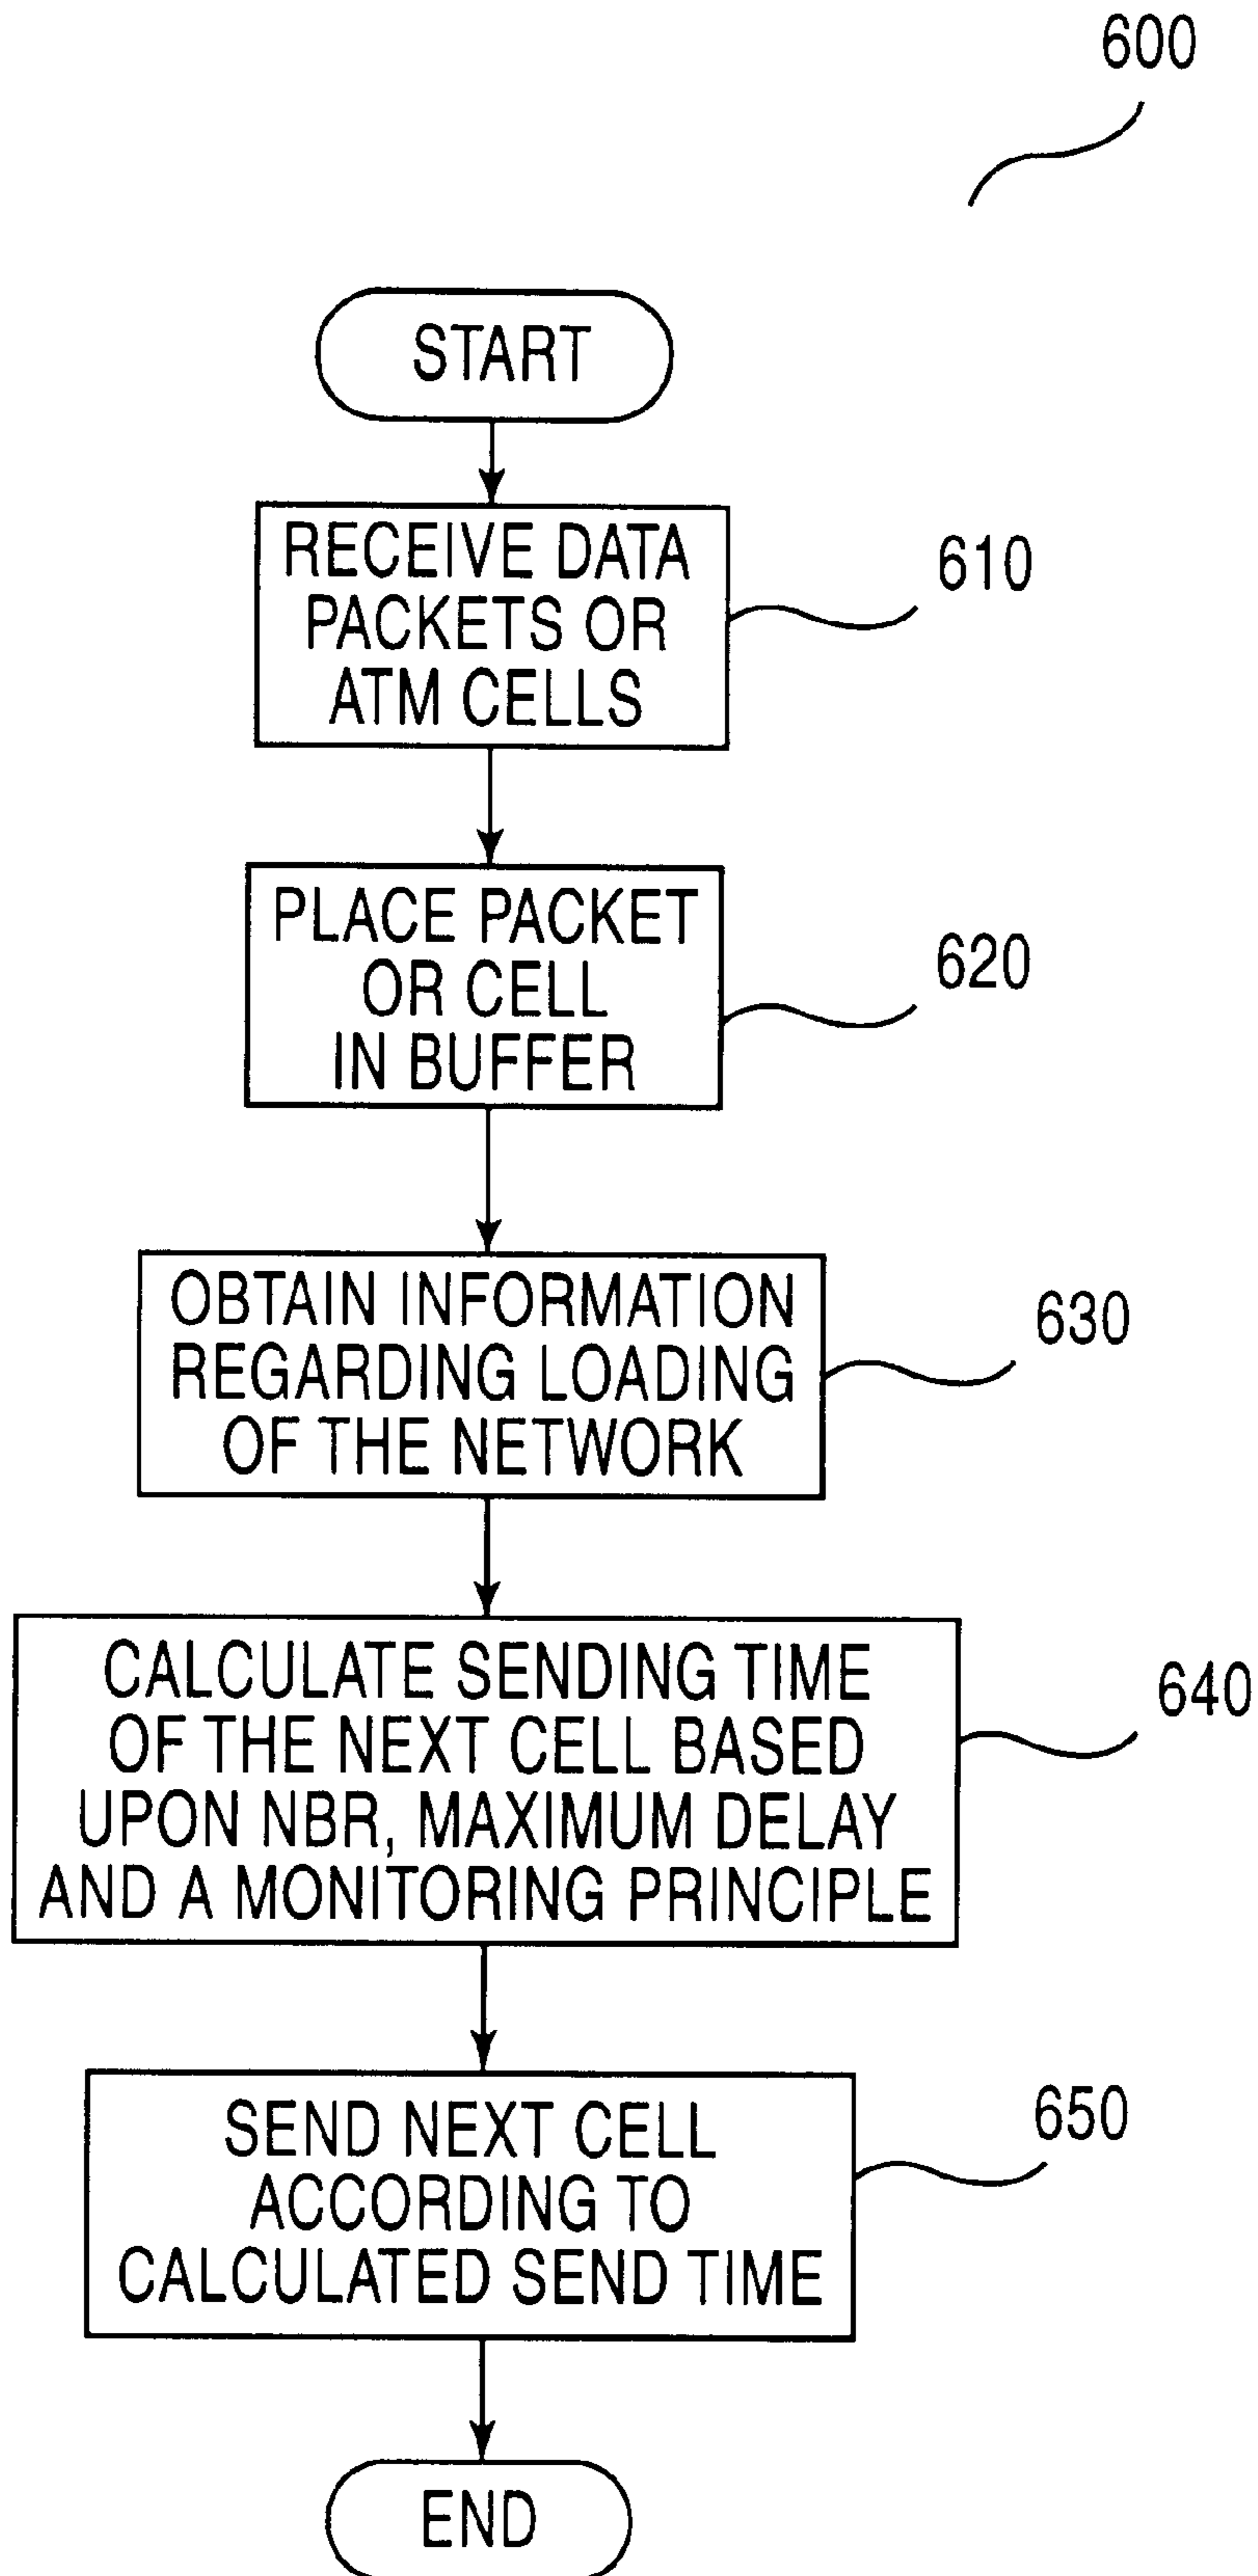 600
START
RECEIVE DATA
PACKETS OR
ATM CELLS
610
PLACE PACKET
OR CELL
IN BUFFER
620
OBTAIN INFORMATION
REGARDING LOADING
OF THE NETWORK
630
CALCULATE SENDING TIME
OF THE NEXT CELL BASED
UPON NBR, MAXIMUM DELAY
AND A MONITORING PRINCIPLE
640
SEND NEXT CELL
ACCORDING TO
CALCULATED SEND TIME
650
END